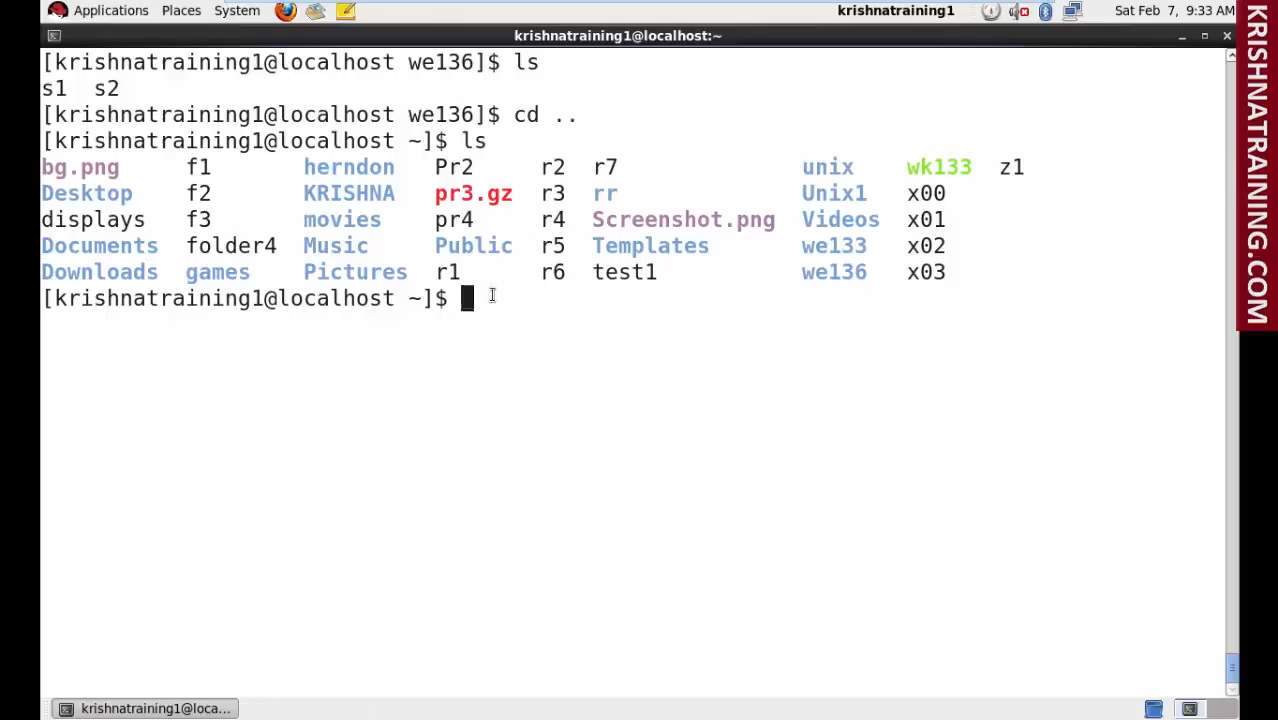 Applications Places System krishnatraining1 Sat Feb 7, 9:33 AM
krishnatraining1@localhost:~
[krishnatraining1@localhost we136]$ ls
s1 s2
[krishnatraining1@localhost we136]$ cd ..
[krishnatraining1@localhost ~]$ ls
bg.png f1 herndon Pr2 r2 r7 unix wk133 z1
Desktop f2 KRISHNA pr3.gz r3 rr Unix1 x00
displays f3 movies pr4 r4 Screenshot.png Videos x01
Documents folder4 Music Public r5 Templates we133 x02
Downloads games Pictures r1 r6 test1 we136 x03
[krishnatraining1@localhost ~]$
krishnatraining1@loca...
KRISHNATRAINING.COM